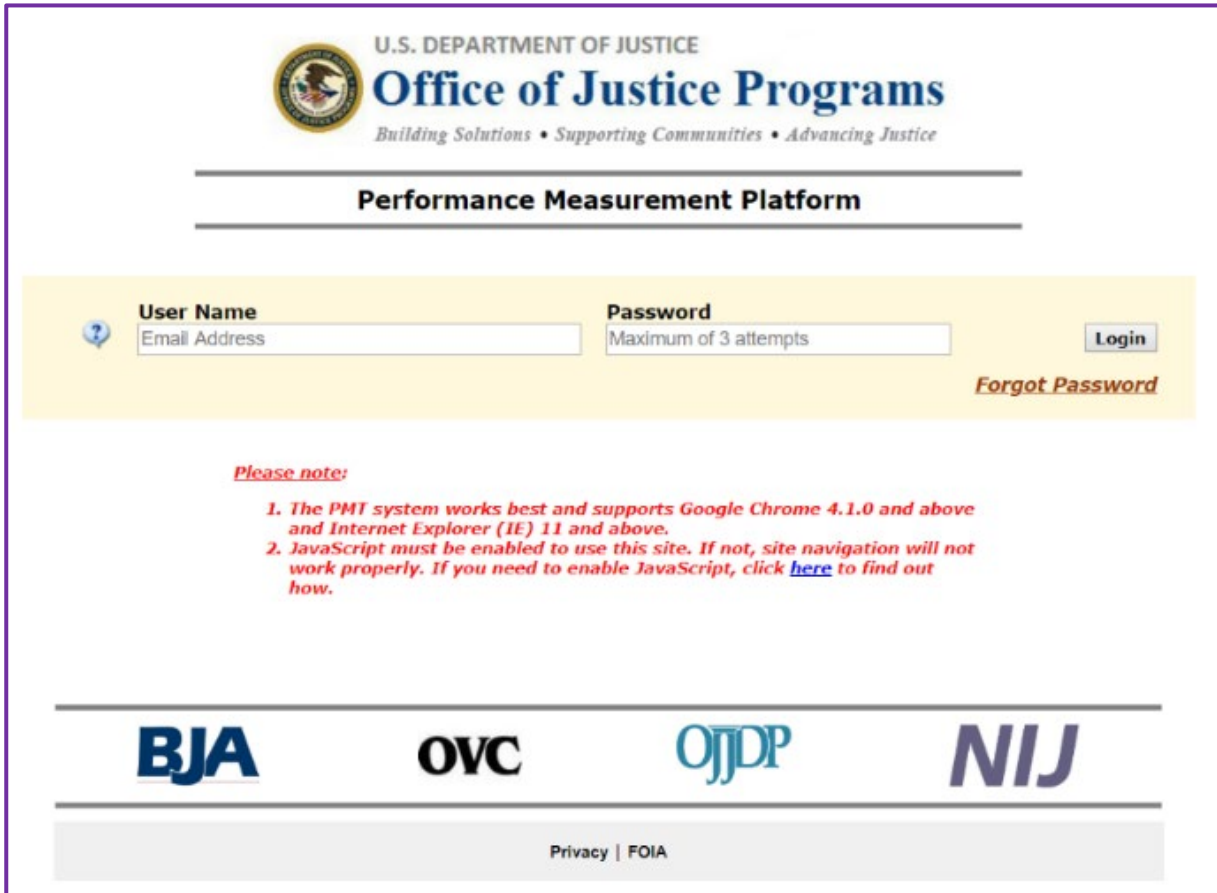 U.S. DEPARTMENT OF JUSTICE
Office of Justice Programs
Building Solutions • Supporting Communities • Advancing Justice
Performance Measurement Platform
User Name
Password
?
Email Address
Maximum of 3 attempts
Login
Forgot Password
Please note:
1. The PMT system works best and supports Google Chrome 4.1.0 and above
and Internet Explorer (IE) 11 and above.
2. JavaScript must be enabled to use this site. If not, site navigation will not
work properly. If you need to enable JavaScript, click here to find out
how.
BJA
OVC
OJJDP
NIJ
Privacy | FOIA